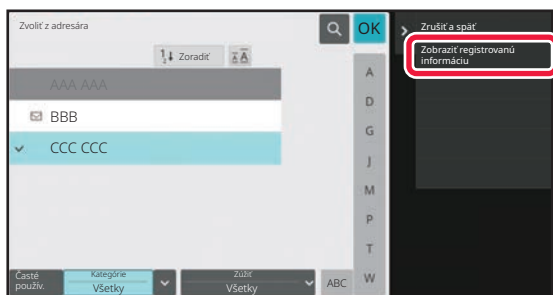 Zvoliť z adresára
OK
Zrušiť a späť
Zobraziť registrovanú
informáciu
Zoradiť
AAA AAA
BBB
CCC CCC
A
D
G
J
M
P
T
W
Časté
použív.
Kategórie
Všetky
Zúžiť
Všetky
ABC